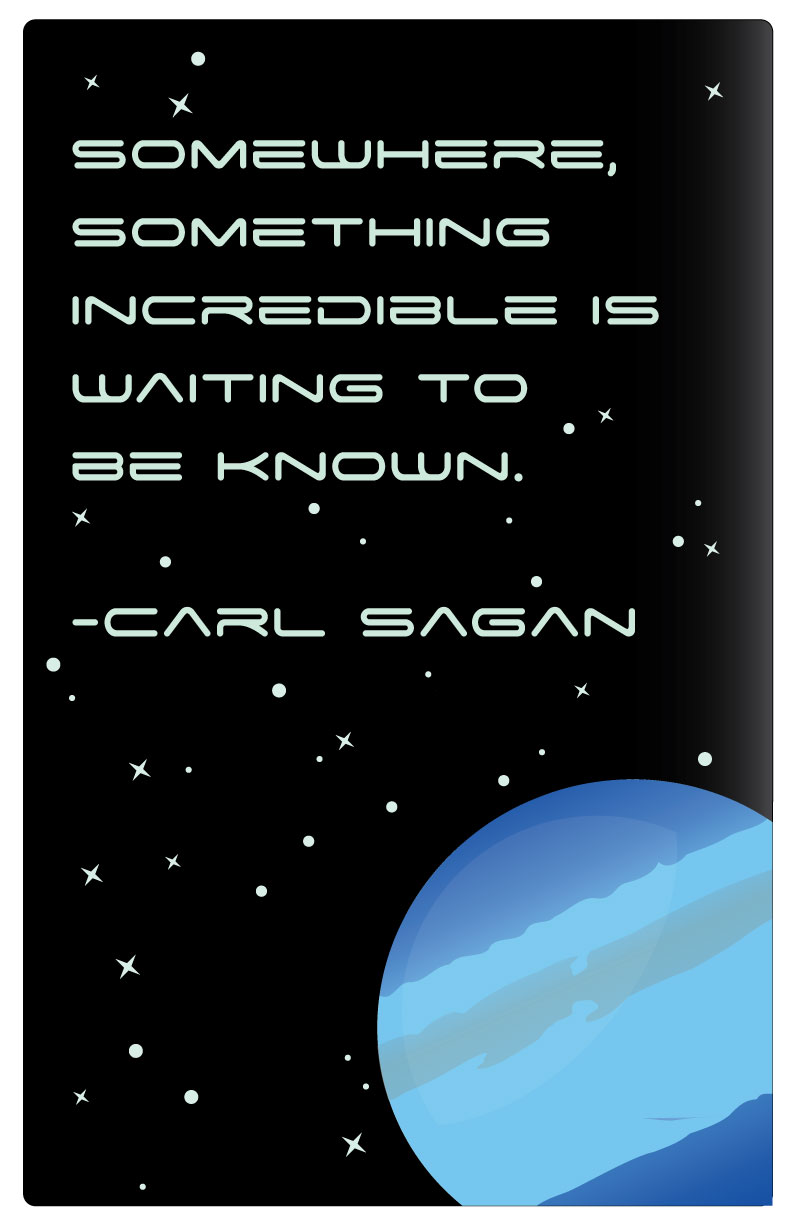 SOMEWHERE,
SOMETHING
INCREDIBLE IS
WAITING TO
BE KNOWN.
-CARL SAGAN